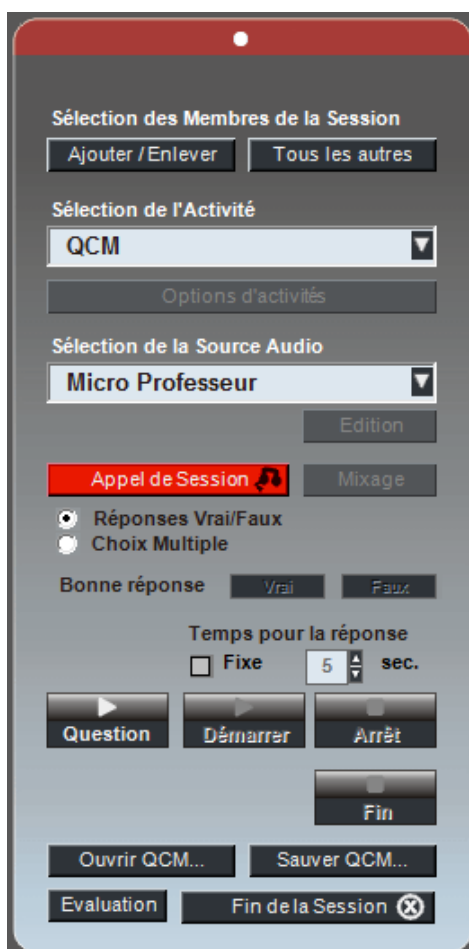 Sélection des Membres de la Session
Ajouter / Enlever Tous les autres
Sélection de l'Activité
QCM
Options d'activités
Sélection de la Source Audio
Micro Professeur
Edition
Appel de Session Mixage
Réponses Vrai/Faux
Choix Multiple
Bonne réponse Vrai Faux
Temps pour la réponse
Fixe 5 sec.
Question Démarrer Arrêt
Fin
Ouvrir QCM... Sauver QCM...
Evaluation Fin de la Session